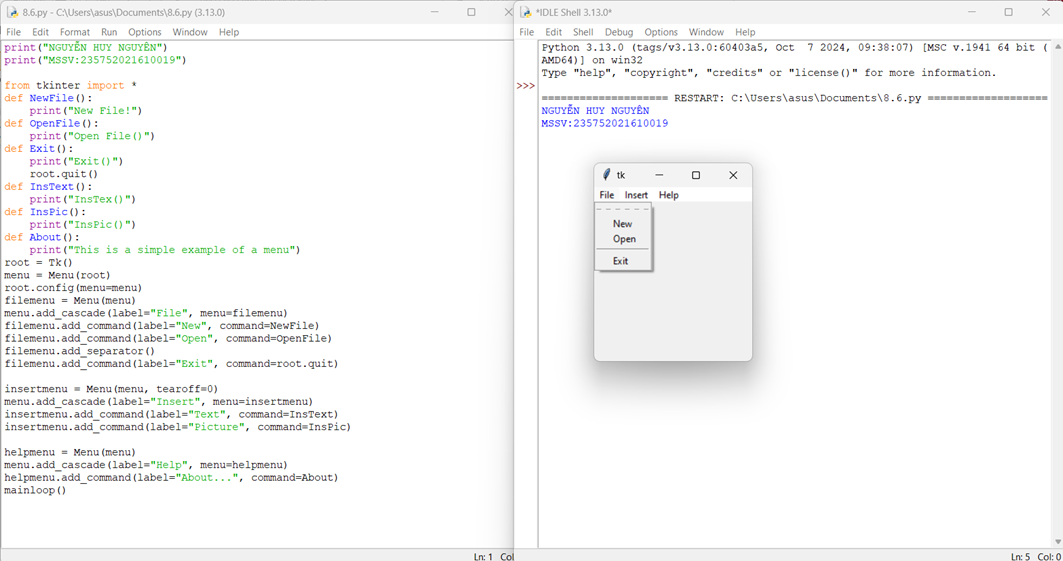 8.6.py - C:\Users\asus\Documents\8.6.py (3.13.0)
File Edit Format Run Options Window Help
print("NGUYỄN HUY NGUYÊN")
print("MSSV:235752021610019")
from tkinter import *
def NewFile():
    print("New File!")
def OpenFile():
    print("Open File()")
def Exit():
    print("Exit()")
    root.quit()
def InsText():
    print("InsTex()")
def InsPic():
    print("InsPic()")
def About():
    print("This is a simple example of a menu")
root = Tk()
menu = Menu(root)
root.config(menu=menu)
filemenu = Menu(menu)
menu.add_cascade(label="File", menu=filemenu)
filemenu.add_command(label="New", command=NewFile)
filemenu.add_command(label="Open", command=OpenFile)
filemenu.add_separator()
filemenu.add_command(label="Exit", command=root.quit)
insertmenu = Menu(menu, tearoff=0)
menu.add_cascade(label="Insert", menu=insertmenu)
insertmenu.add_command(label="Text", command=InsText)
insertmenu.add_command(label="Picture", command=InsPic)
helpmenu = Menu(menu)
menu.add_cascade(label="Help", menu=helpmenu)
helpmenu.add_command(label="About...", command=About)
mainloop()
Ln: 1 Col
*IDLE Shell 3.13.0*
File Edit Shell Debug Options Window Help
Python 3.13.0 (tags/v3.13.0:60403a5, Oct  7 2024, 09:38:07) [MSC v.1941 64 bit (
AMD64)] on win32
Type "help", "copyright", "credits" or "license()" for more information.
>>>
==================== RESTART: C:\Users\asus\Documents\8.6.py ===================
NGUYỄN HUY NGUYÊN
MSSV:235752021610019
tk
File Insert Help
New
Open
Exit
Ln: 5 Col: 0